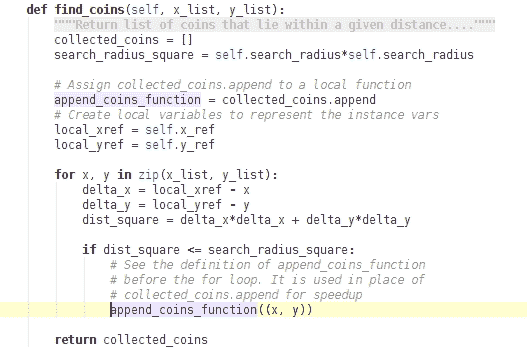 def find_coins(self, x_list, y_list):
    """Return list of coins that lie within a given distance...."""
    collected_coins = []
    search_radius_square = self.search_radius*self.search_radius

    # Assign collected_coins.append to a local function
    append_coins_function = collected_coins.append
    # Create local variables to represent the instance vars
    local_xref = self.x_ref
    local_yref = self.y_ref

    for x, y in zip(x_list, y_list):
        delta_x = local_xref - x
        delta_y = local_yref - y
        dist_square = delta_x*delta_x + delta_y*delta_y

        if dist_square <= search_radius_square:
            # See the definition of append_coins_function
            # before the for loop. It is used in place of
            # collected_coins.append for speedup
            append_coins_function((x, y))

    return collected_coins